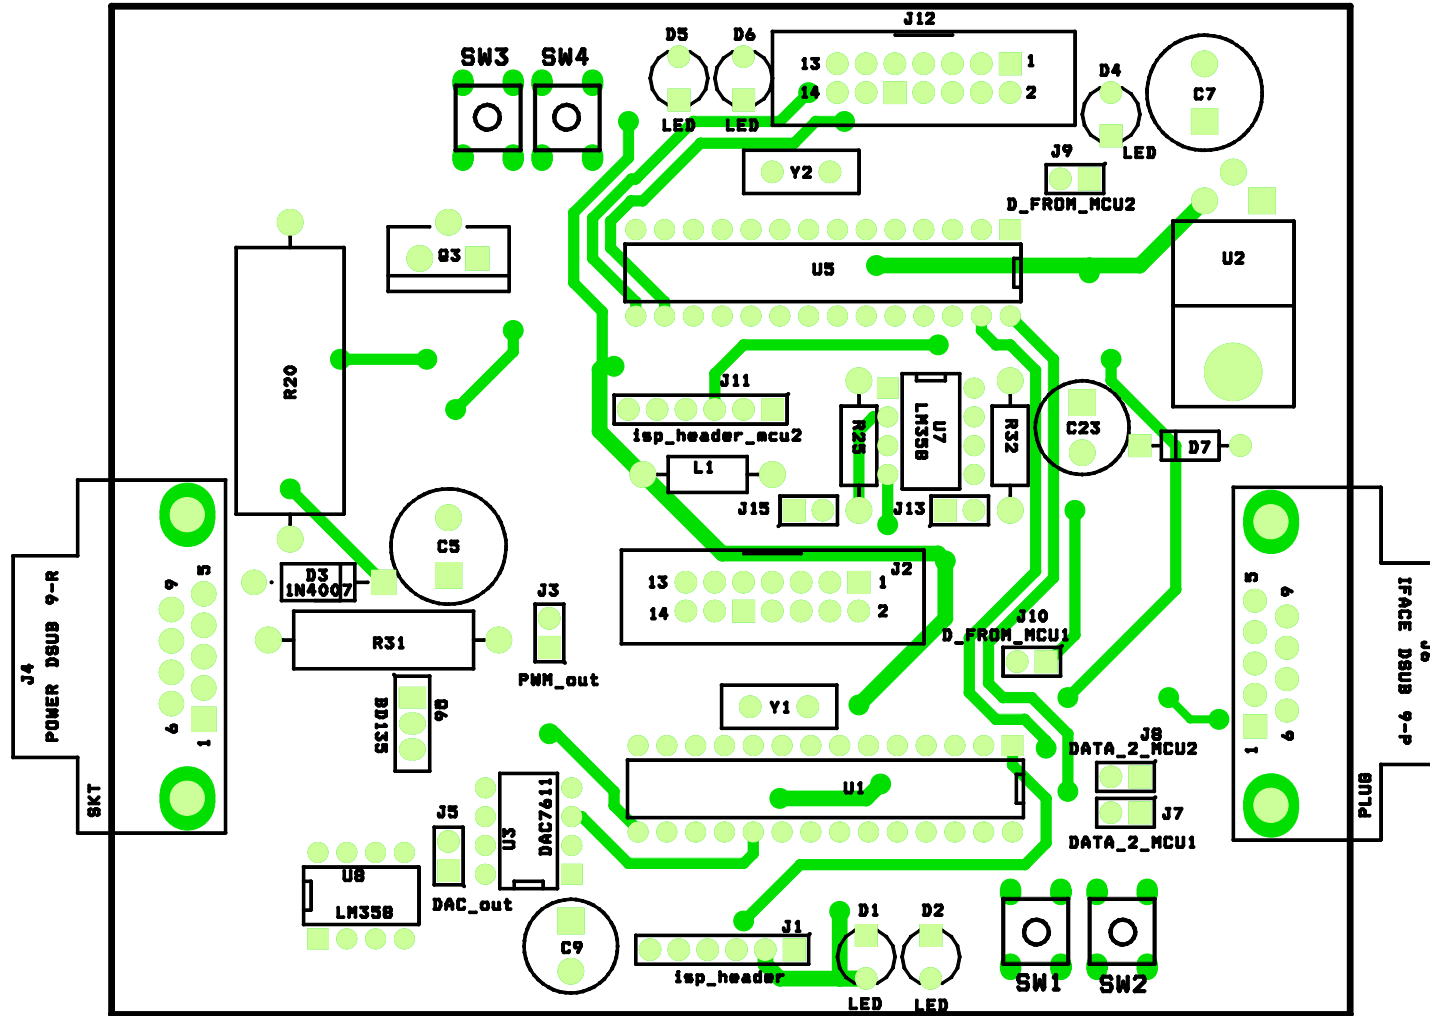 J12
D5
D6
SW3
SW4
13
1
D4
14
2
C7
LED
LED
LED
J9
Y2
D_FROM_MCU2
Q3
U2
U5
R20
J11
isp_header_mcu2
R25
LM358
U7
R32
C23
D7
L1
J15
J13
C5
J2
13
1
14
2
D3
1N4007
J3
R31
PWM_out
J10
D_FROM_MCU1
J4
POWER DSUB 9-R
9
5
6
1
SKT
IFACE DSUB 9-P
5
9
1
6
PLUG
Q6
BD135
Y1
J8
DATA_2_MCU2
U1
J7
DATA_2_MCU1
J5
U3
DAC7611
U8
LM358
DAC_out
C9
J1
isp_header
D1
D2
LED
LED
SW1
SW2